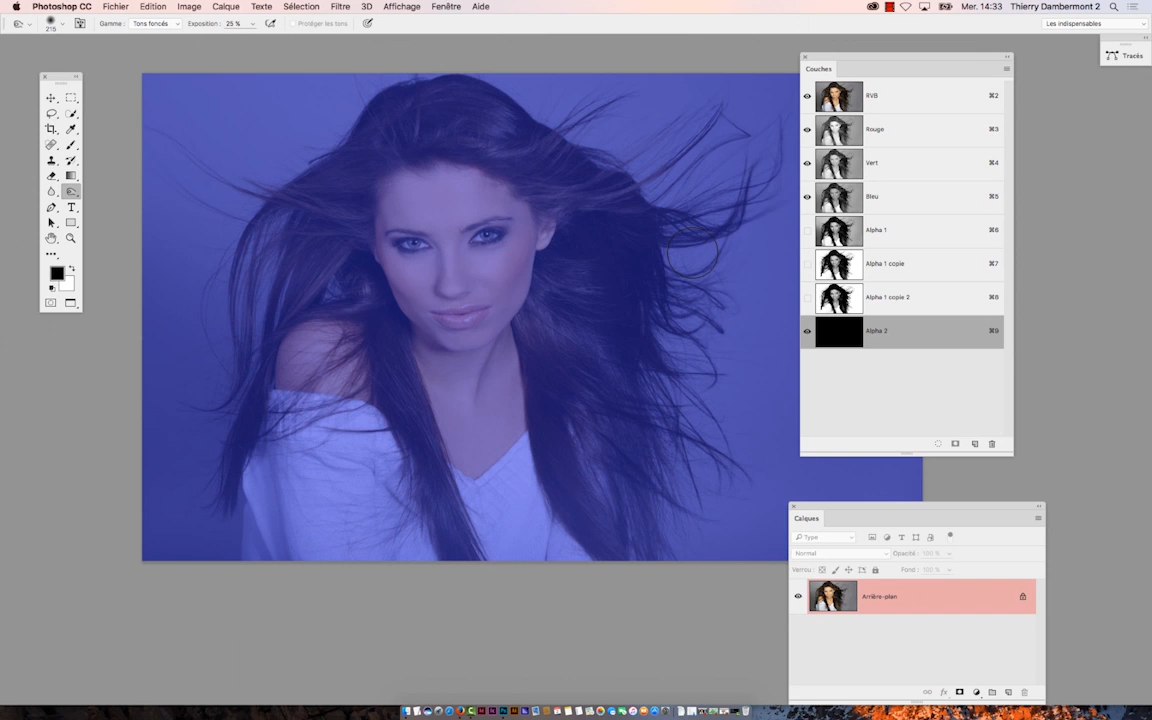 Photoshop CC Fichier Edition Image Calque Texte Sélection Filtre 3D Affichage Fenêtre Aide Mer. 14:33 Thierry Dambermont 2
215 Gamme : Tons foncés Exposition : 25 % Protéger les tons Les indispensables
Tracés
Couches
RVB ⌘2
Rouge ⌘3
Vert ⌘4
Bleu ⌘5
Alpha 1 ⌘6
Alpha 1 copie ⌘7
Alpha 1 copie 2 ⌘8
Alpha 2 ⌘9
Calques
Type
Normal Opacité : 100 %
Verrou : Fond : 100 %
Arrière-plan
fx